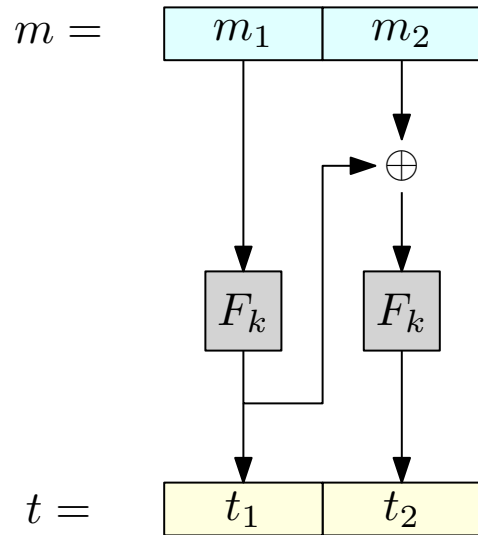 m = m₁ m₂
⊕
Fₖ Fₖ
t = t₁ t₂